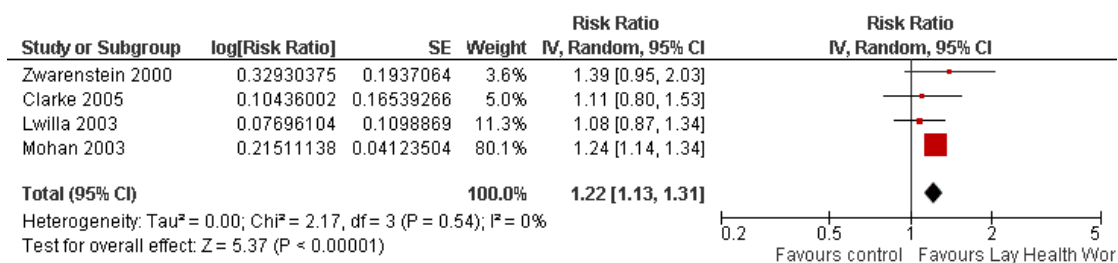 Risk Ratio Risk Ratio
Study or Subgroup log[Risk Ratio] SE Weight IV, Random, 95% CI IV, Random, 95% CI
Zwarenstein 2000 0.32930375 0.1937064 3.6% 1.39 [0.95, 2.03]
Clarke 2005 0.10436002 0.16539266 5.0% 1.11 [0.80, 1.53]
Lwilla 2003 0.07696104 0.1098869 11.3% 1.08 [0.87, 1.34]
Mohan 2003 0.21511138 0.04123504 80.1% 1.24 [1.14, 1.34]
Total (95% CI) 100.0% 1.22 [1.13, 1.31]
Heterogeneity: Tau² = 0.00; Chi² = 2.17, df = 3 (P = 0.54); I² = 0%
Test for overall effect: Z = 5.37 (P < 0.00001)
0.2 0.5 1 2 5
Favours control Favours Lay Health Wor